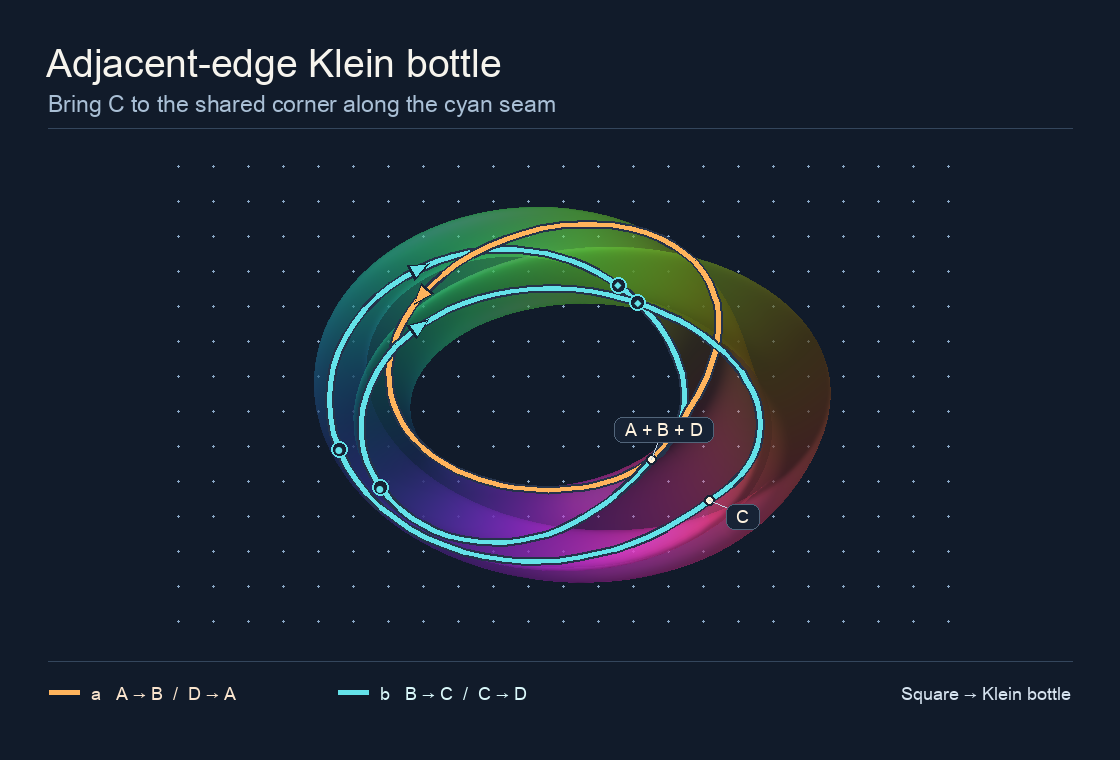 Adjacent-edge Klein bottle
Bring C to the shared corner along the cyan seam
A + B + D
C
a A → B / D → A
b B → C / C → D
Square → Klein bottle